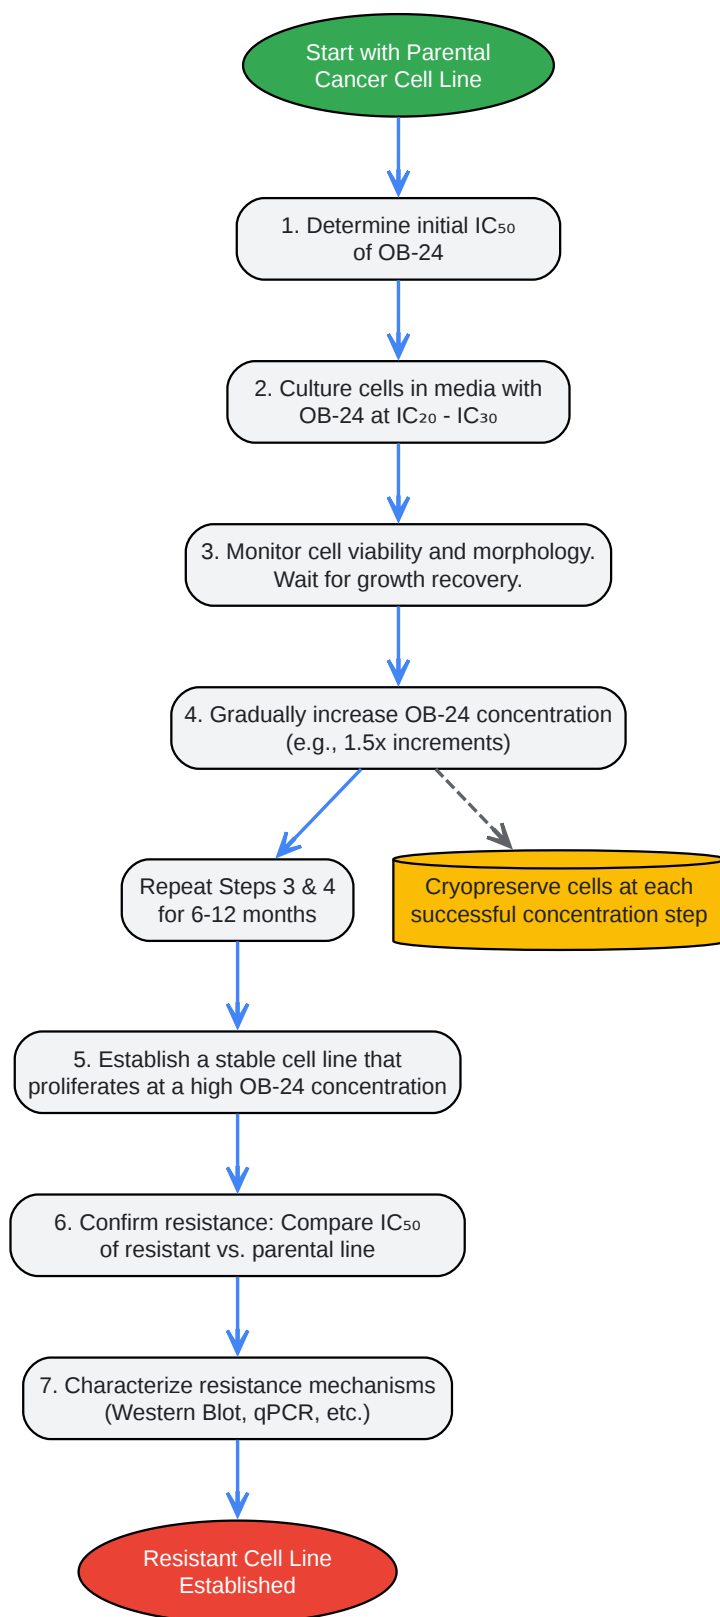 Start with Parental
Cancer Cell Line
1. Determine initial IC₅₀
of OB-24
2. Culture cells in media with
OB-24 at IC₂₀ - IC₃₀
3. Monitor cell viability and morphology.
Wait for growth recovery.
4. Gradually increase OB-24 concentration
(e.g., 1.5x increments)
Repeat Steps 3 & 4
for 6-12 months
Cryopreserve cells at each
successful concentration step
5. Establish a stable cell line that
proliferates at a high OB-24 concentration
6. Confirm resistance: Compare IC₅₀
of resistant vs. parental line
7. Characterize resistance mechanisms
(Western Blot, qPCR, etc.)
Resistant Cell Line
Established